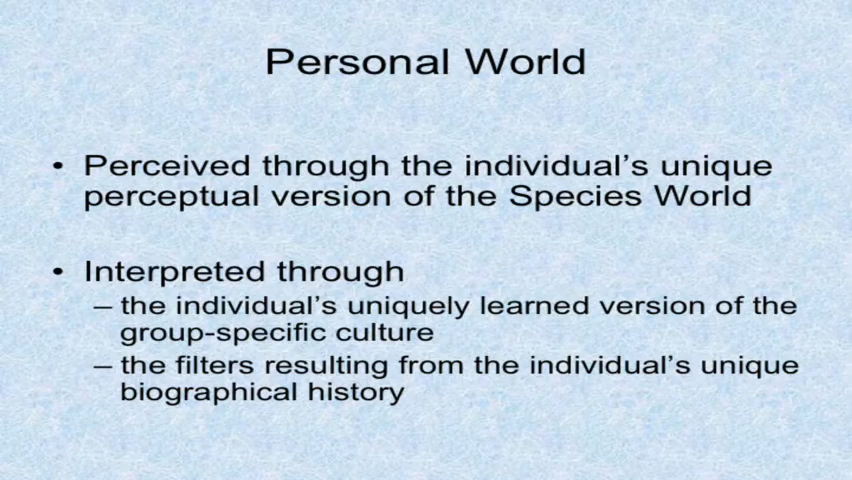 Personal World
• Perceived through the individual’s unique
perceptual version of the Species World
• Interpreted through
– the individual’s uniquely learned version of the
group-specific culture
– the filters resulting from the individual’s unique
biographical history